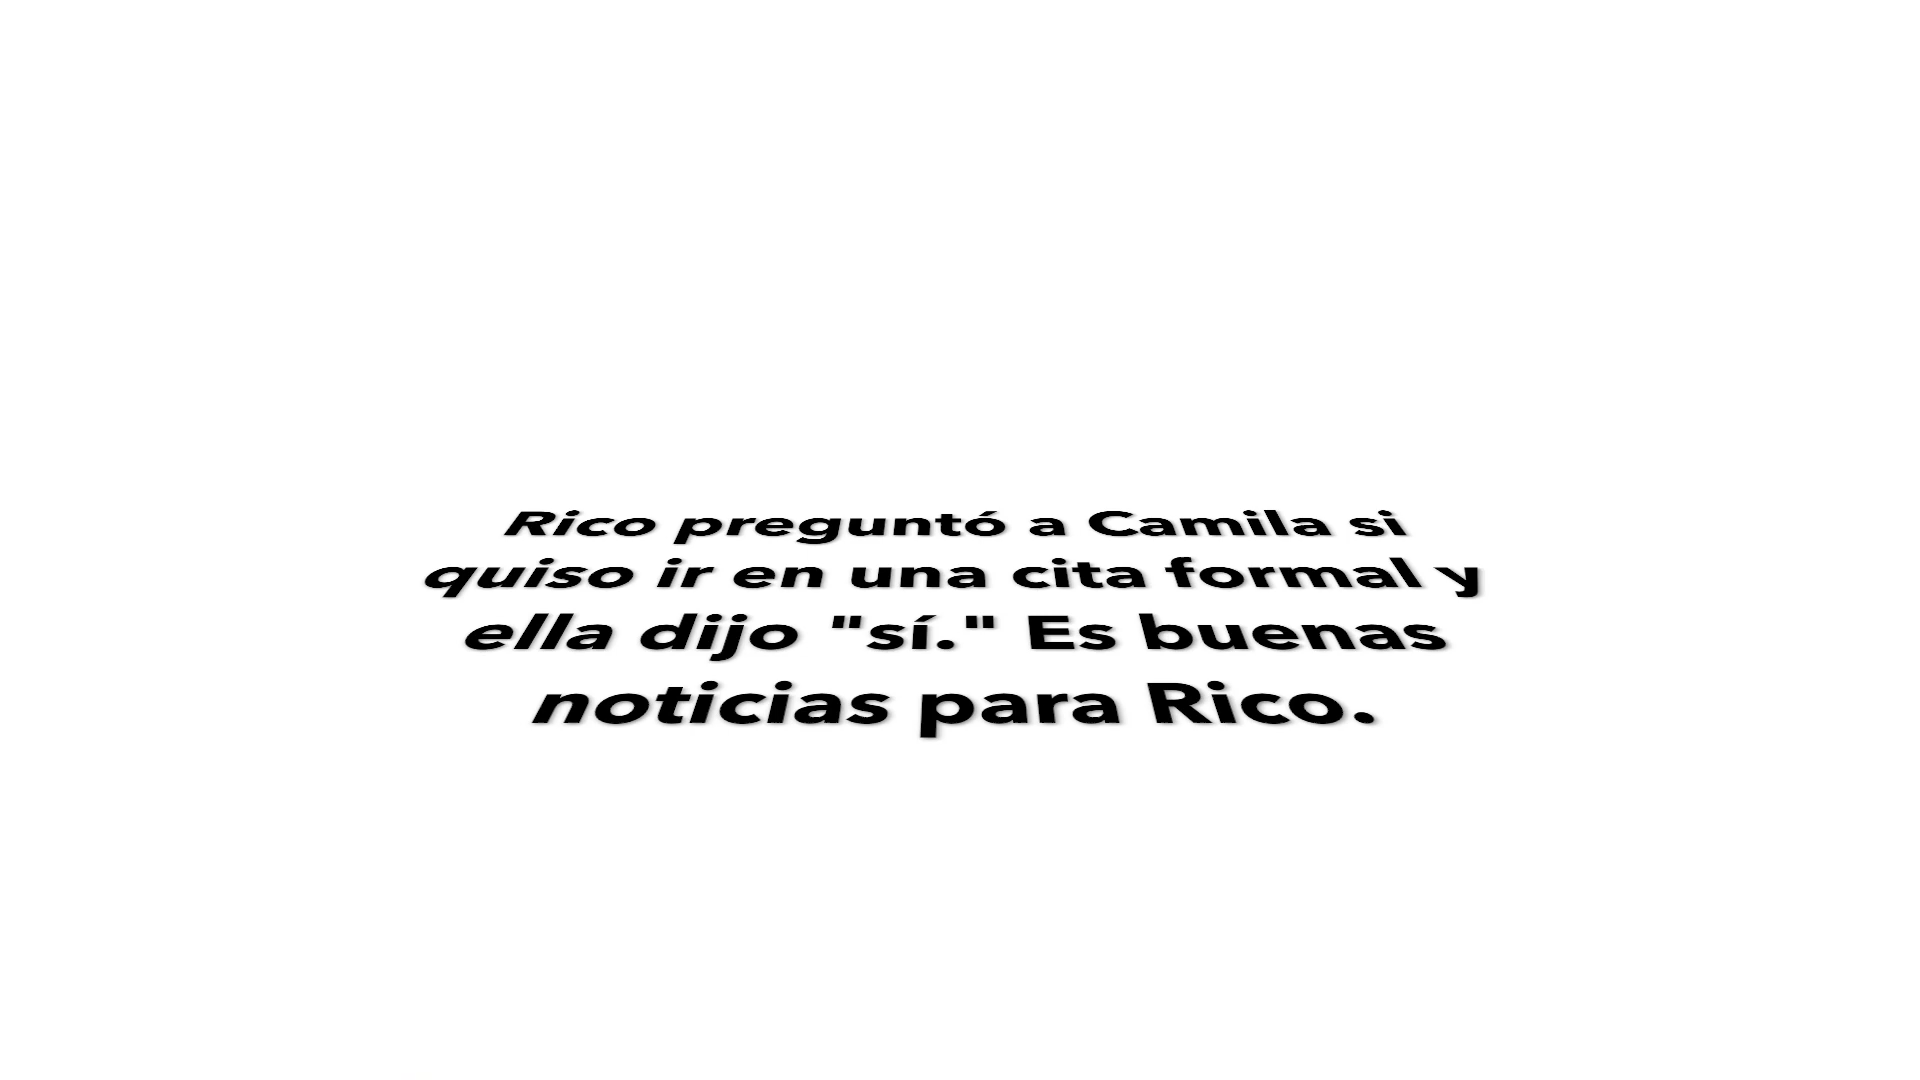 Rico preguntó a Camila si
quiso ir en una cita formal y
ella dijo "sí." Es buenas
noticias para Rico.